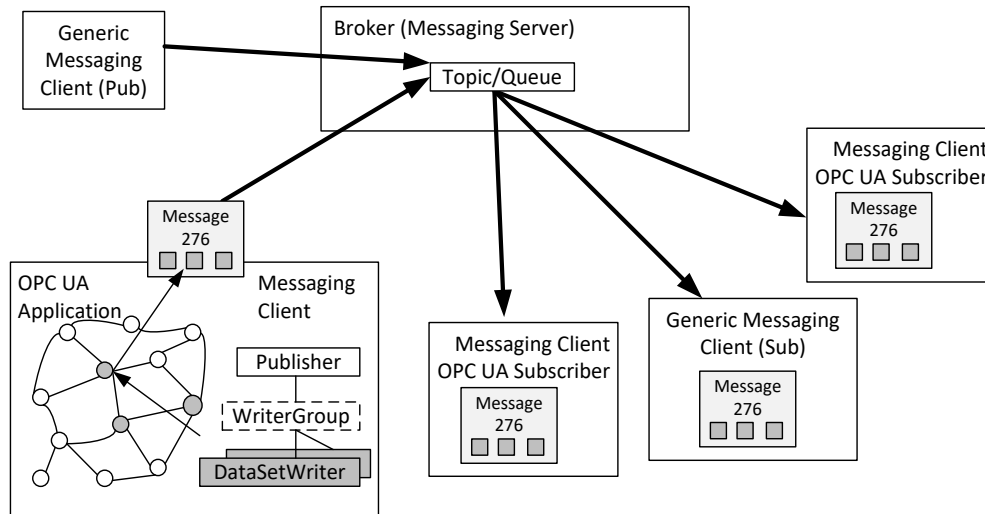 Generic
Messaging
Client (Pub)
Broker (Messaging Server)
Topic/Queue
Messaging Client
OPC UA Subscriber
Message
276
Message
276
OPC UA
Application
Messaging
Client
Publisher
WriterGroup
DataSetWriter
Messaging Client
OPC UA Subscriber
Message
276
Generic Messaging
Client (Sub)
Message
276